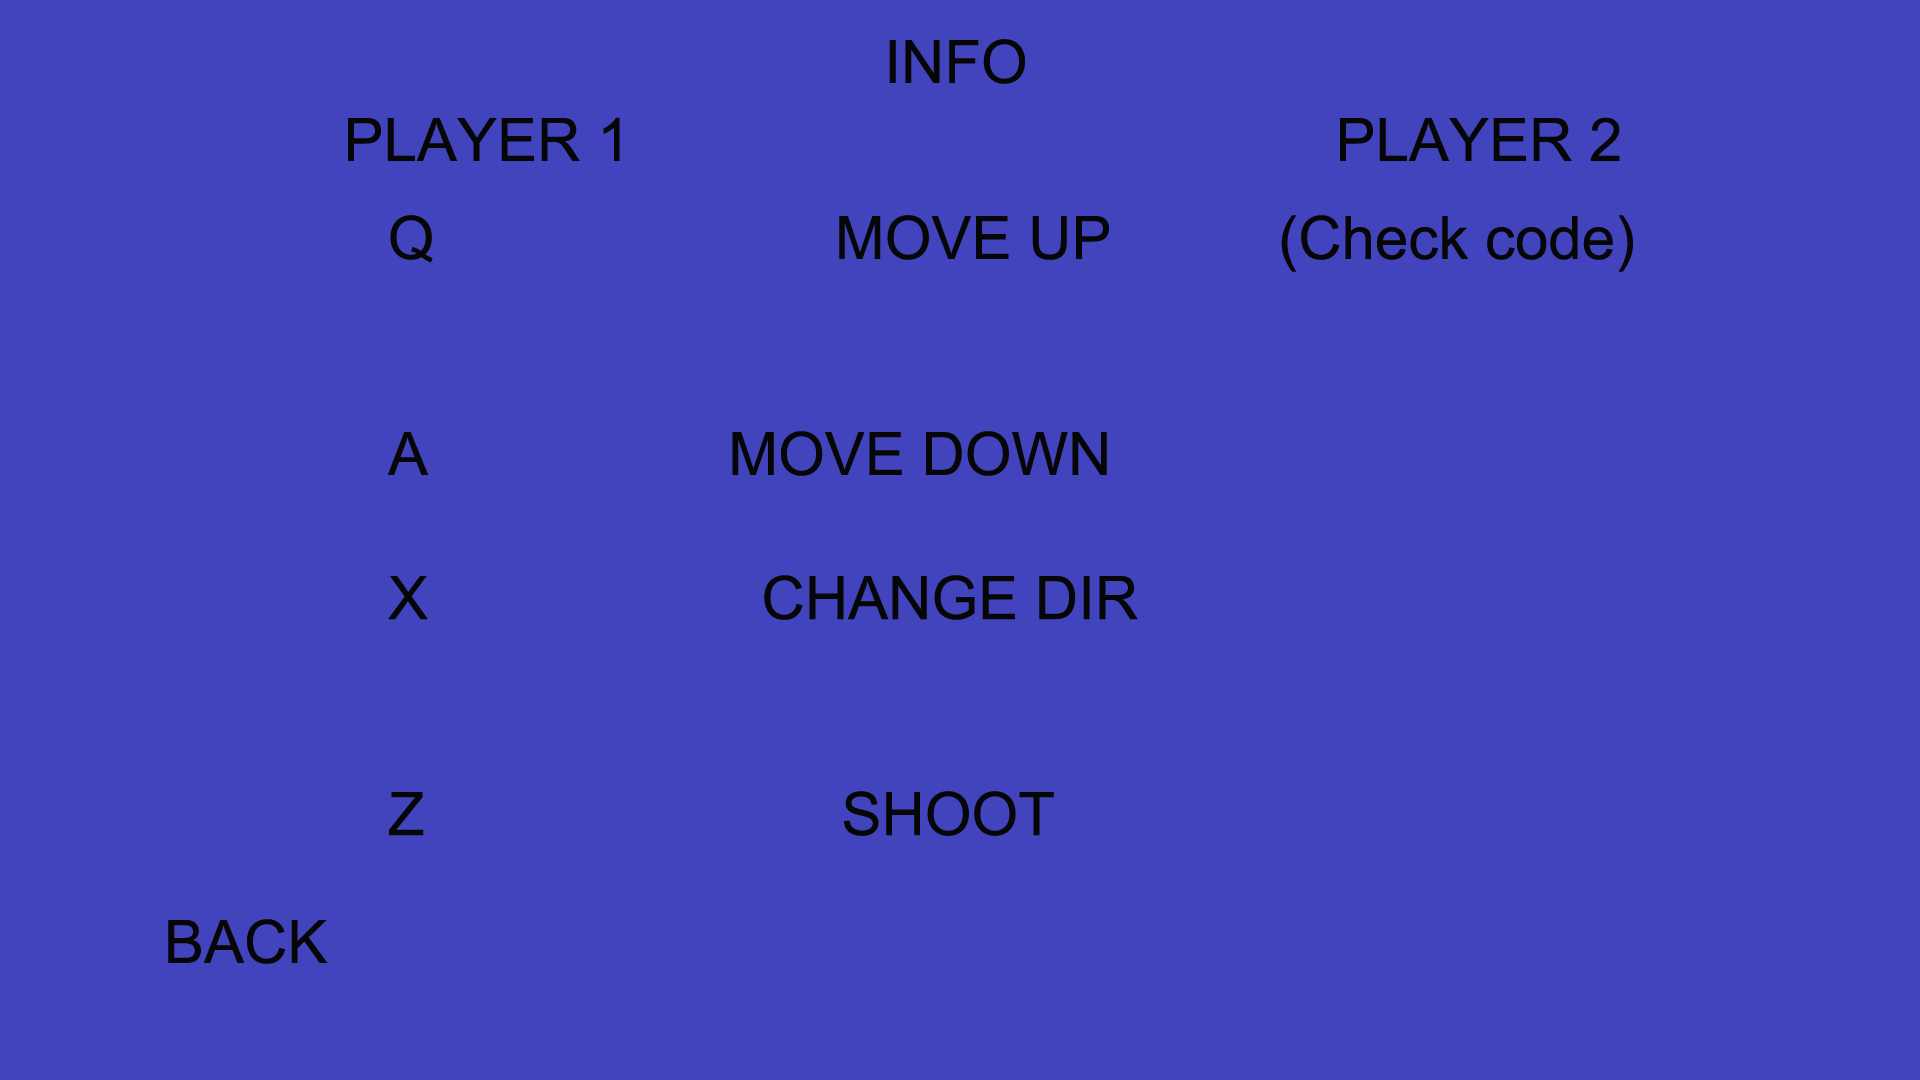 INFO
PLAYER 1 PLAYER 2
Q MOVE UP (Check code)
A MOVE DOWN
X CHANGE DIR
Z SHOOT
BACK